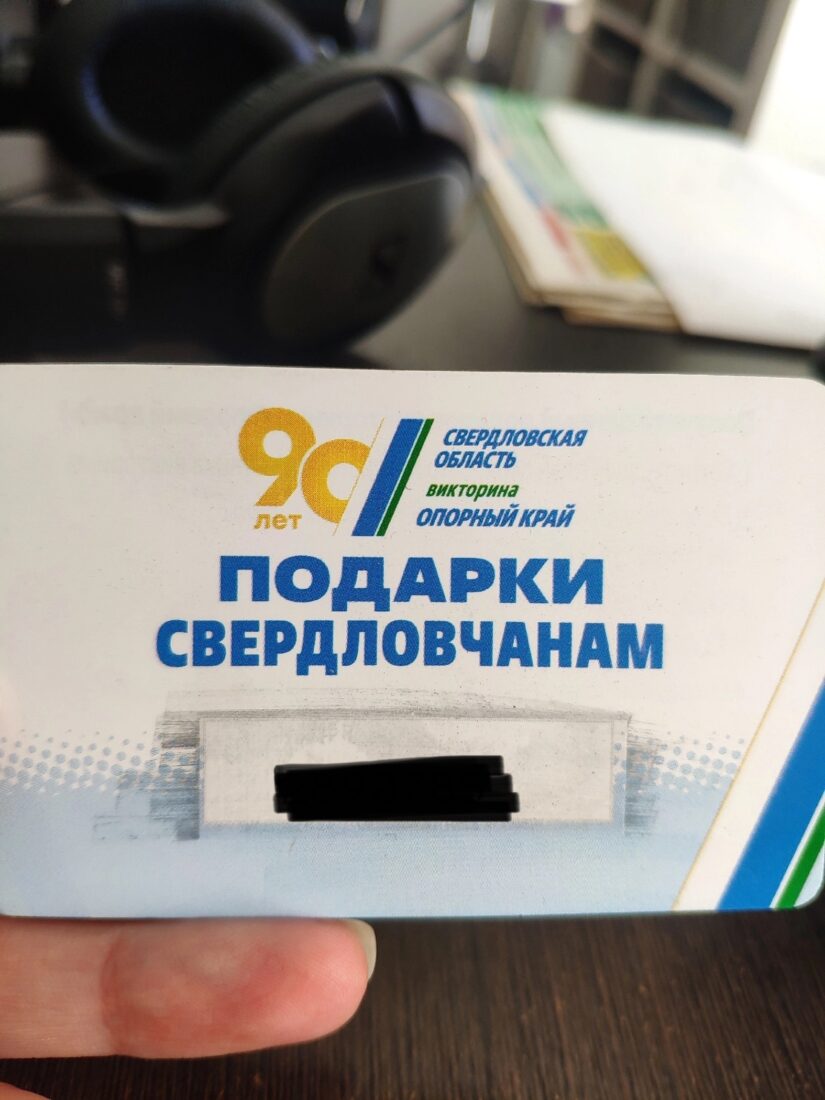 90
лет
СВЕРДЛОВСКАЯ
ОБЛАСТЬ
викторина
ОПОРНЫЙ КРАЙ
ПОДАРКИ
СВЕРДЛОВЧАНАМ